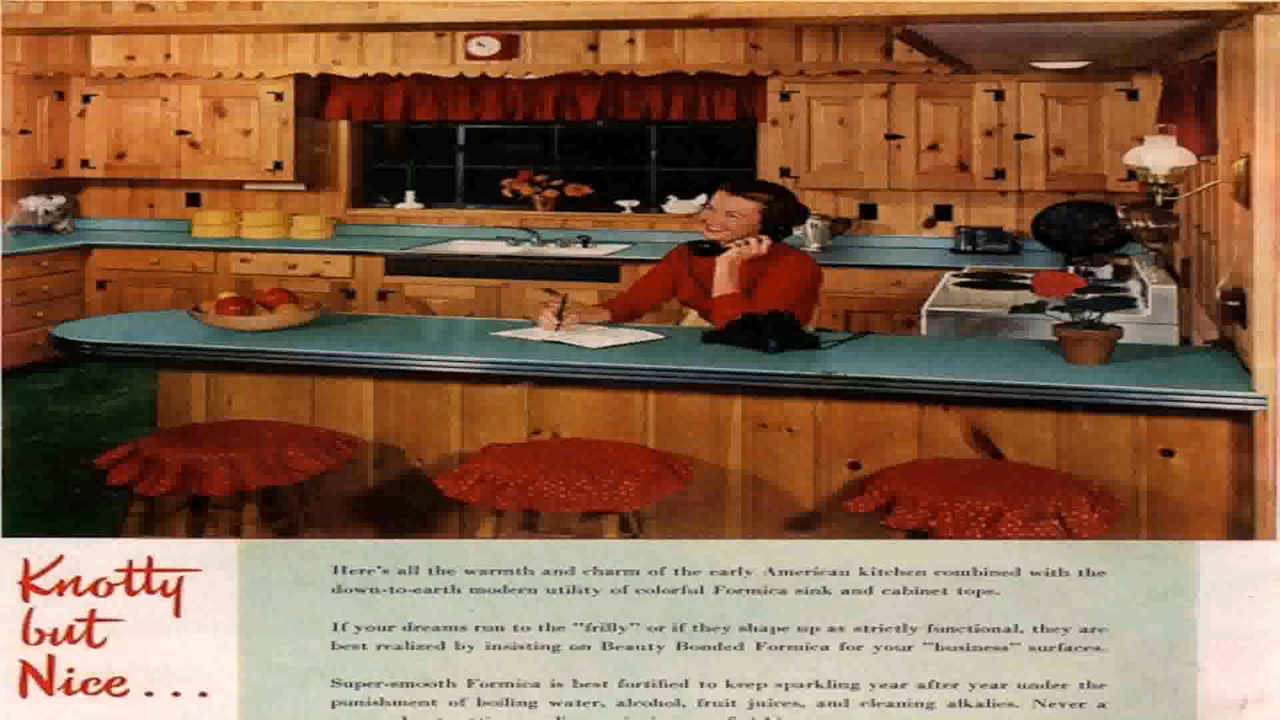 Knotty
but
Nice...
Here's all the warmth and charm of the early American kitchen combined with the
down-to-earth modern utility of colorful Formica sink and cabinet tops.
If your dreams run to the "frilly" or if they shape up as strictly functional, they are
best realized by insisting on Beauty Bonded Formica for your "business" surfaces.
Super-smooth Formica is best fortified to keep sparkling year after year under the
punishment of boiling water, alcohol, fruit juices, and cleaning alkalies. Never a